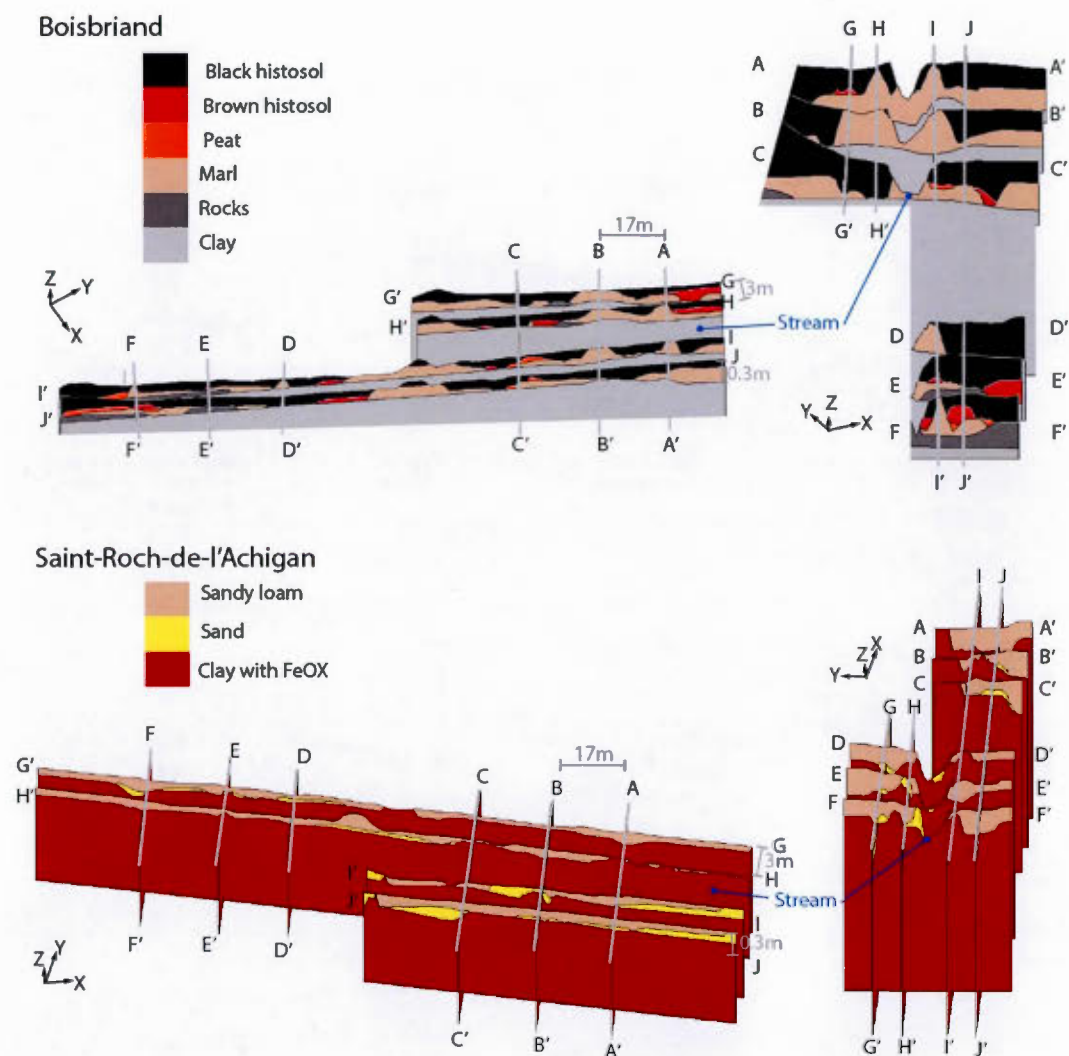 Boisbriand
Black histosol
Brown histosol
Peat
Marl
Rocks
Clay
G H I J
A A'
B B'
C C'
G' H'
17m
C B A
Z Y X
G' G
3m
H
H' Stream
I
F E D J
0.3m
I'
J'
F' E' D' C' B' A'
D D'
E E'
Y Z X
F F'
I' J'
Saint-Roch-de-l'Achigan
Sandy loam
Sand
Clay with FeOX
I J
A A'
B B'
C C'
X Z Y
G H
D D'
E E'
F F'
F E D
17m
C B A
G'
H'
G
3m
H
I' Stream
J'
I
0.3m
J
Z Y X
F' E' D'
C' B' A'
G' H' I' J'